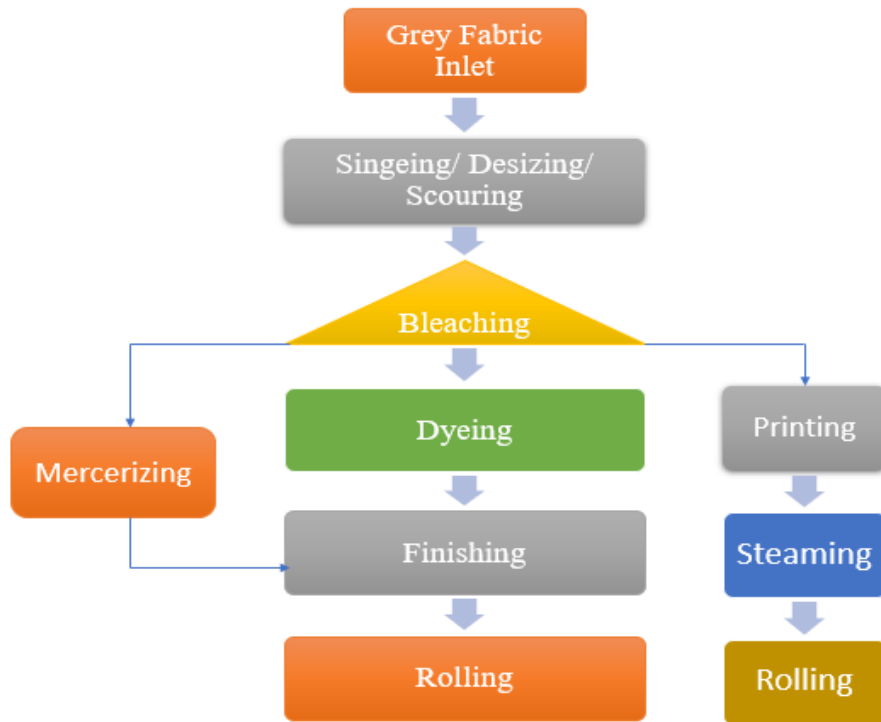 Grey Fabric
Inlet
Singeing/ Desizing/
Scouring
Bleaching
Dyeing
Printing
Mercerizing
Finishing
Steaming
Rolling
Rolling